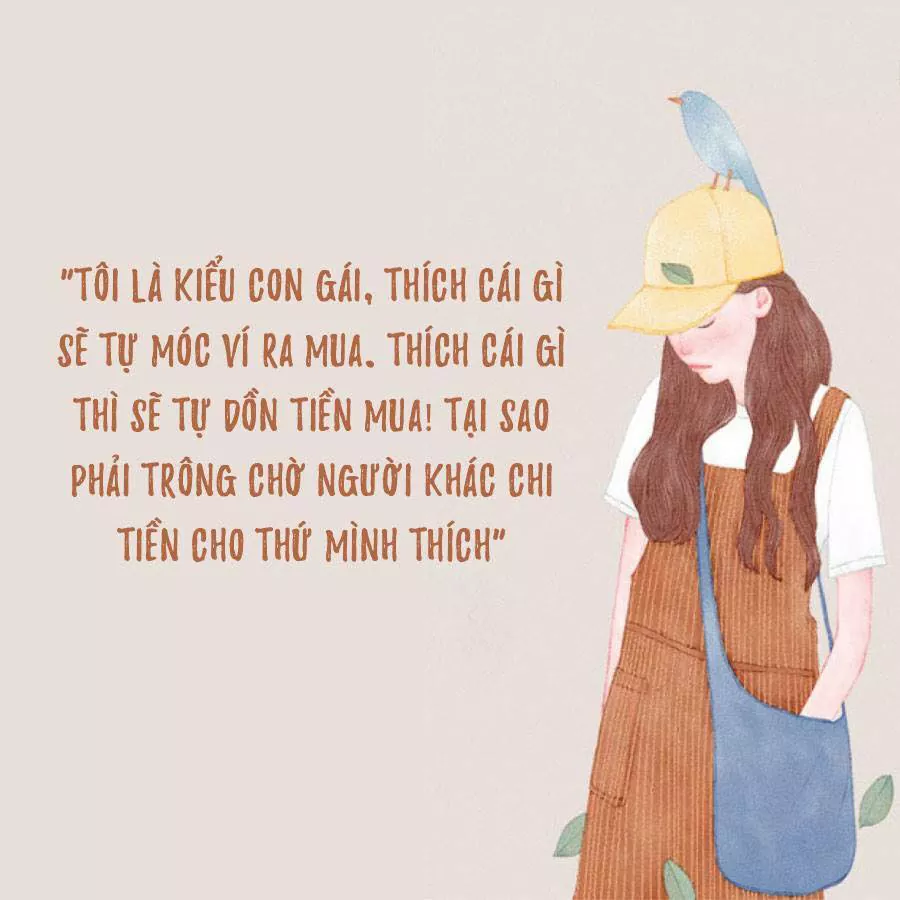 "TÔI LÀ KIỂU CON GÁI, THÍCH CÁI GÌ
SẼ TỰ MÓC VÍ RA MUA. THÍCH CÁI GÌ
THÌ SẼ TỰ DỒN TIỀN MUA! TẠI SAO
PHẢI TRÔNG CHỜ NGƯỜI KHÁC CHI
TIỀN CHO THỨ MÌNH THÍCH"